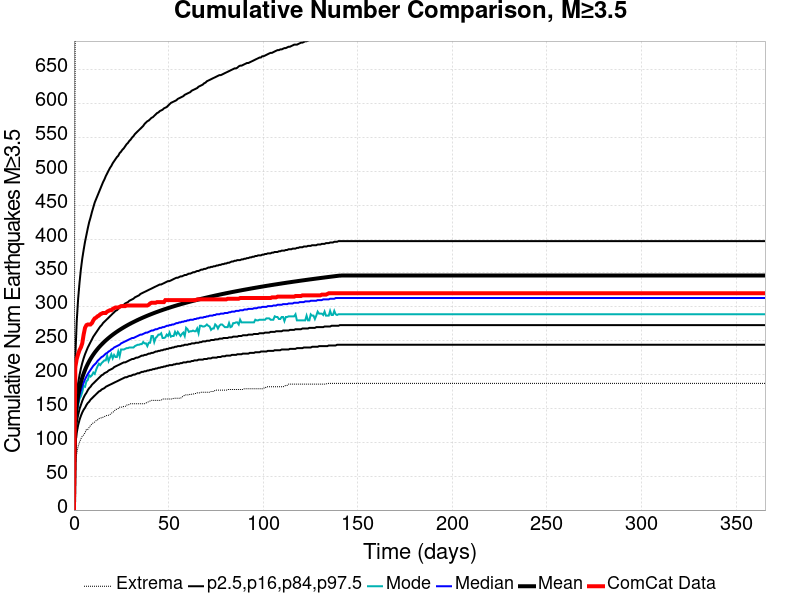 Cumulative Number Comparison, M≥3.5
Cumulative Num Earthquakes M≥3.5
650
600
550
500
450
400
350
300
250
200
150
100
50
0
0 50 100 150 200 250 300 350
Time (days)
Extrema p2.5,p16,p84,p97.5 Mode Median Mean ComCat Data